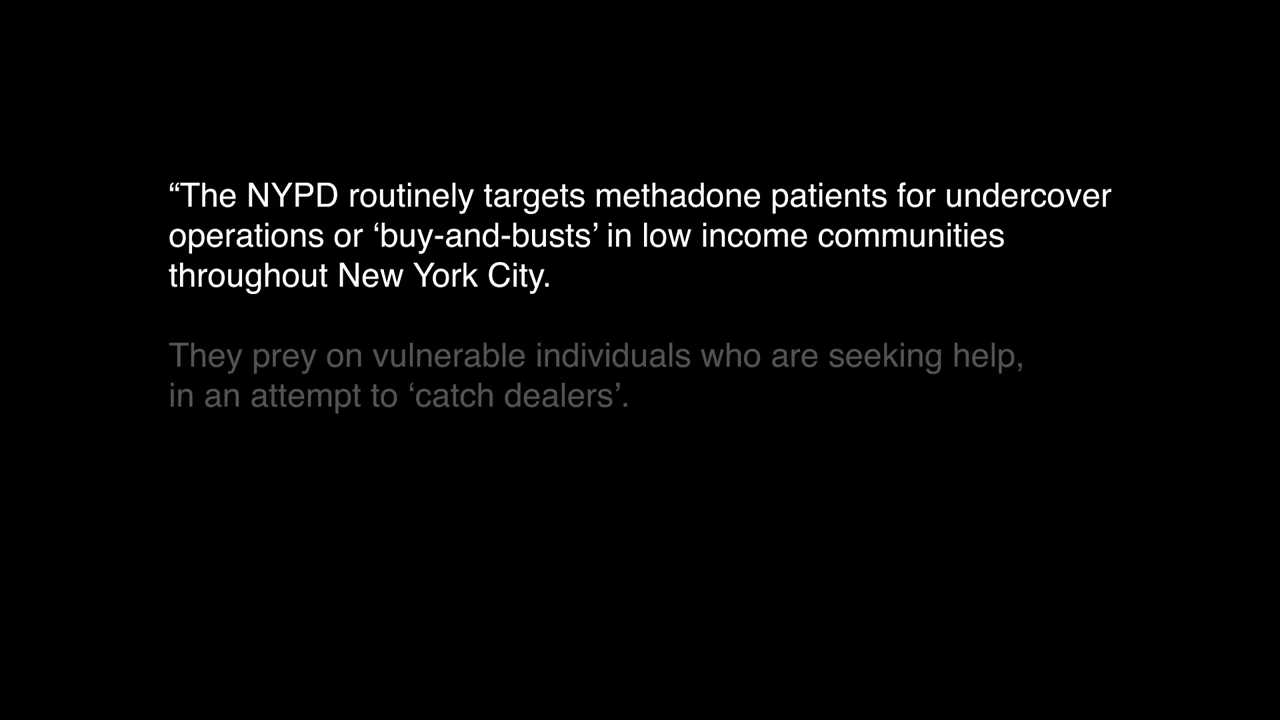 “The NYPD routinely targets methadone patients for undercover
operations or ‘buy-and-busts’ in low income communities
throughout New York City.
They prey on vulnerable individuals who are seeking help,
in an attempt to ‘catch dealers’.